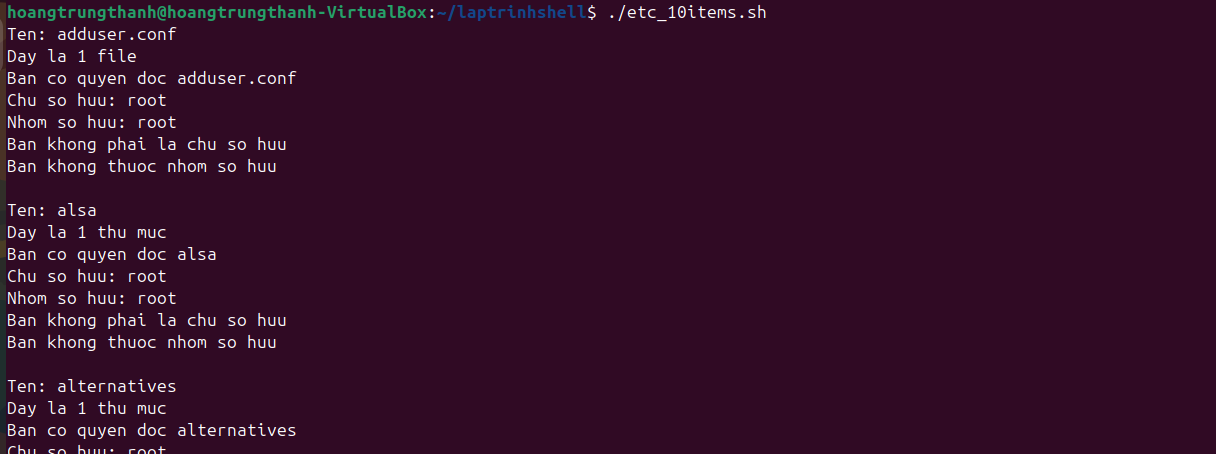 hoangtrungthanh@hoangtrungthanh-VirtualBox:~/laptrinhshell$ ./etc_10items.sh
Ten: adduser.conf
Day la 1 file
Ban co quyen doc adduser.conf
Chu so huu: root
Nhom so huu: root
Ban khong phai la chu so huu
Ban khong thuoc nhom so huu

Ten: alsa
Day la 1 thu muc
Ban co quyen doc alsa
Chu so huu: root
Nhom so huu: root
Ban khong phai la chu so huu
Ban khong thuoc nhom so huu

Ten: alternatives
Day la 1 thu muc
Ban co quyen doc alternatives
Chu so huu: root